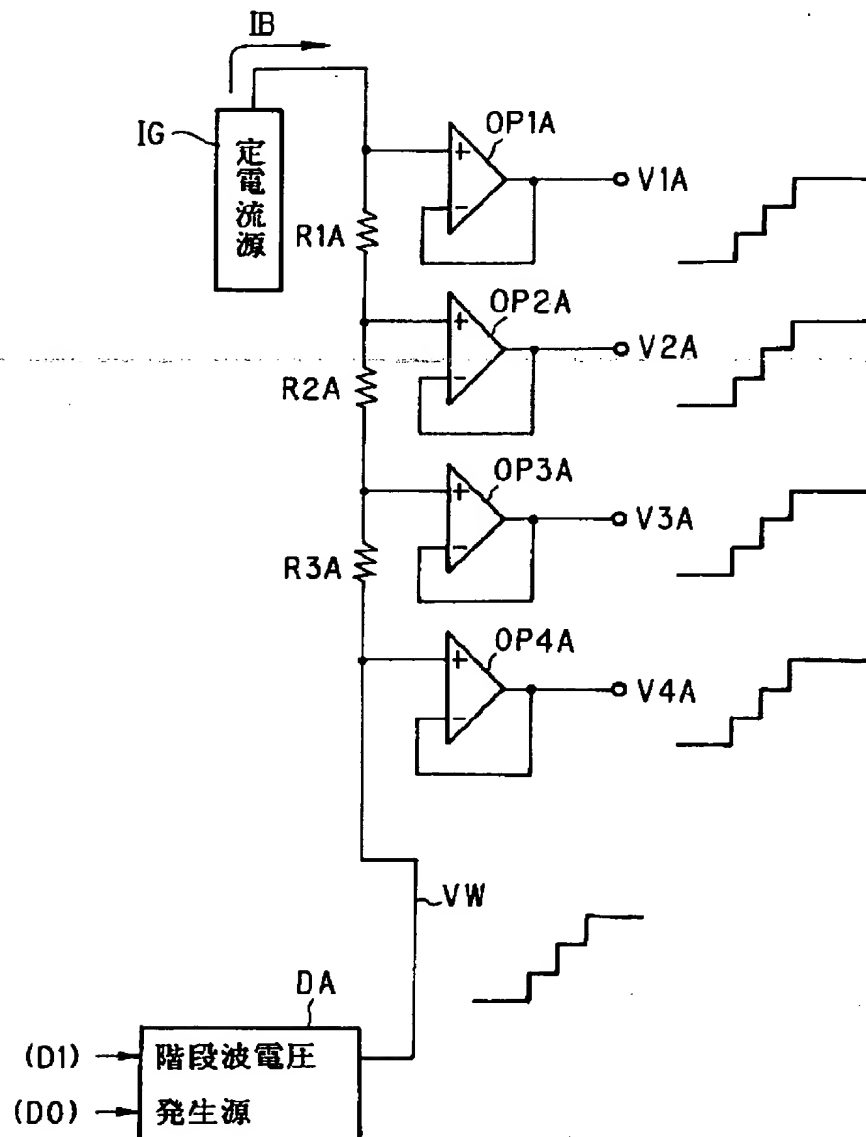 IB
IG
定電流源
OP1A
+
-
V1A
R1A
OP2A
+
-
V2A
R2A
OP3A
+
-
V3A
R3A
OP4A
+
-
V4A
VW
DA
(D1)
階段波電圧
(D0)
発生源